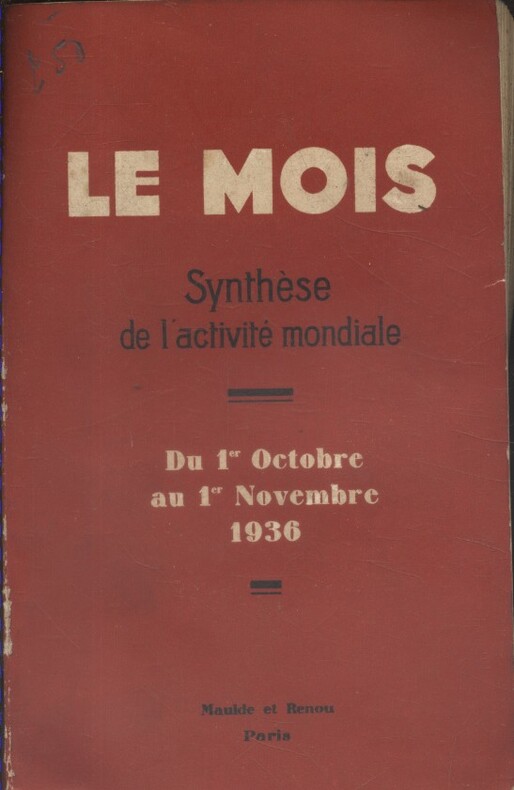 LE MOIS
Synthèse
de l'activité mondiale
Du 1er Octobre
au 1er Novembre
1936
Maulde et Renou
Paris